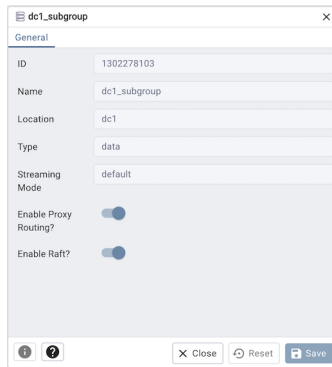 dc1_subgroup
General
ID 1302278103
Name dc1_subgroup
Location dc1
Type data
Streaming default
Mode
Enable Proxy
Routing?
Enable Raft?
Close Reset Save